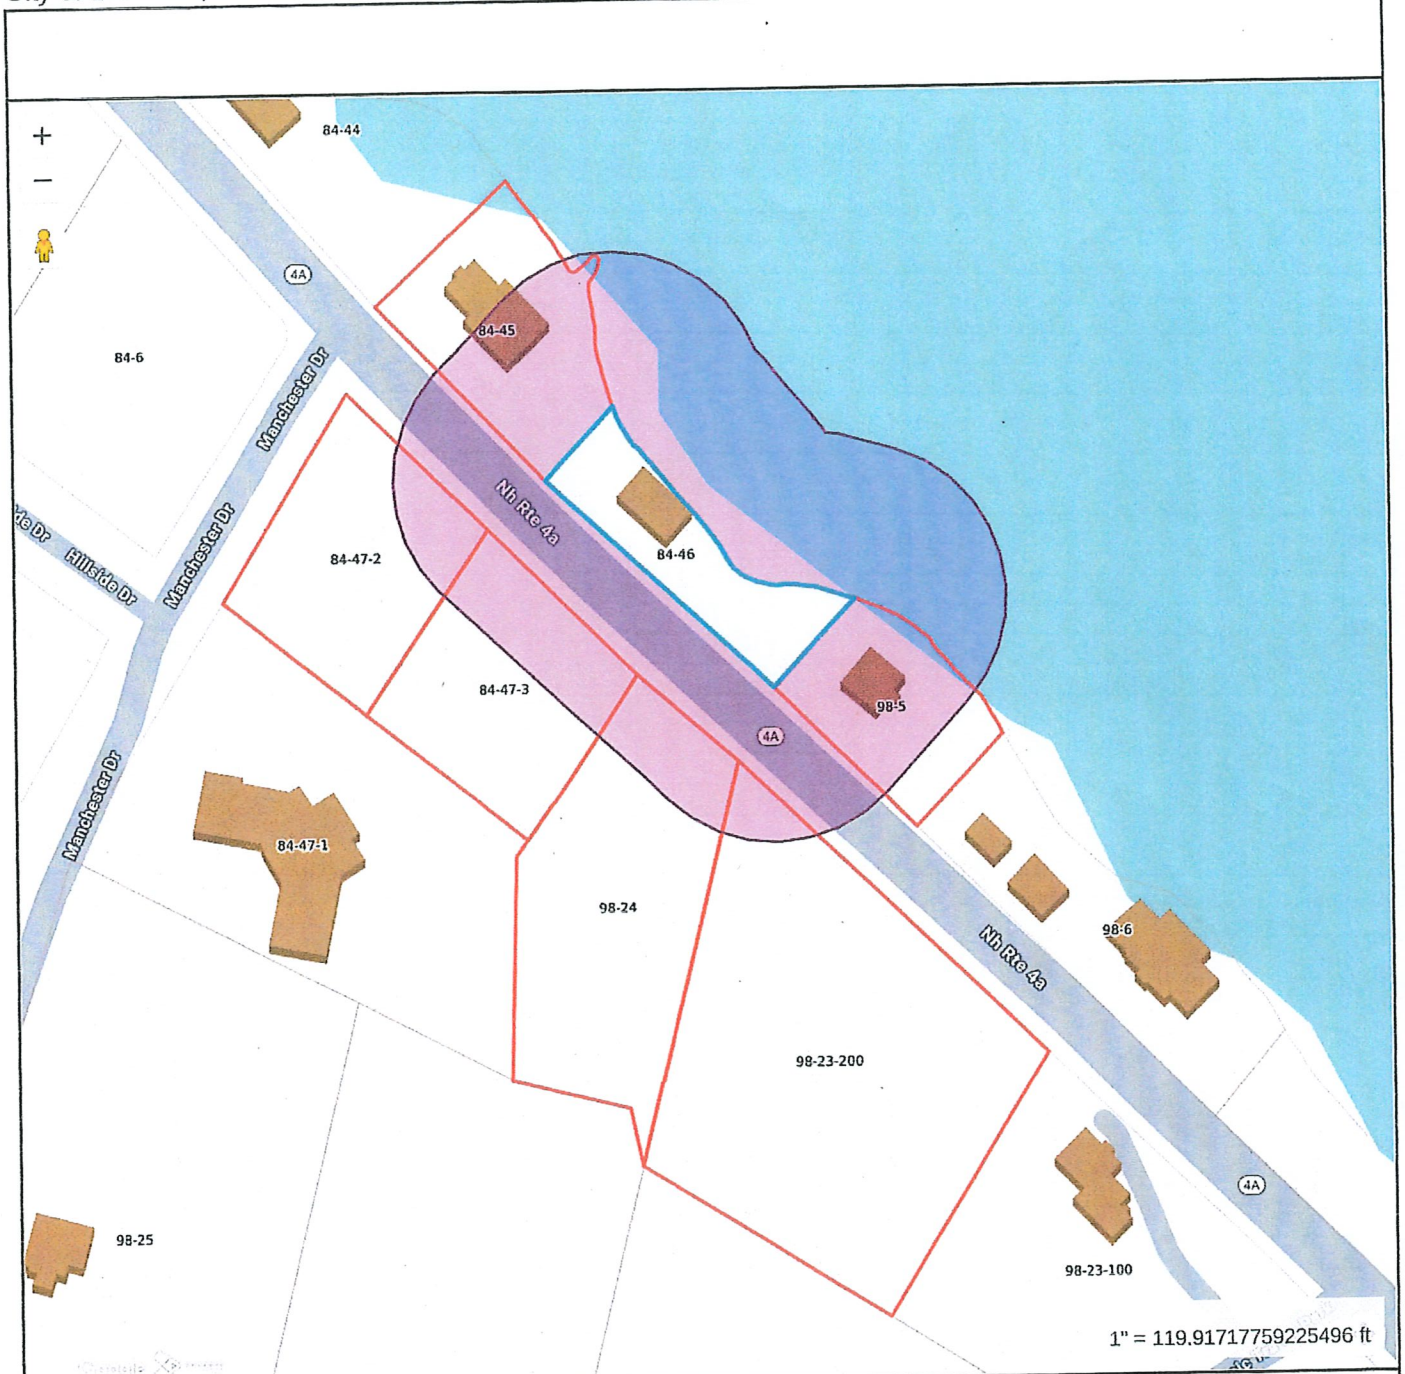 +
84-44
−
4A
84-45
84-6
Manchester Dr
Nh Rte 4a
84-46
84-47-2
Hillside Dr
Manchester Dr
84-47-3
98-5
4A
Manchester Dr
84-47-1
98-24
98-6
Nh Rte 4a
98-23-200
4A
98-25
98-23-100
1" = 119.91717759225496 ft